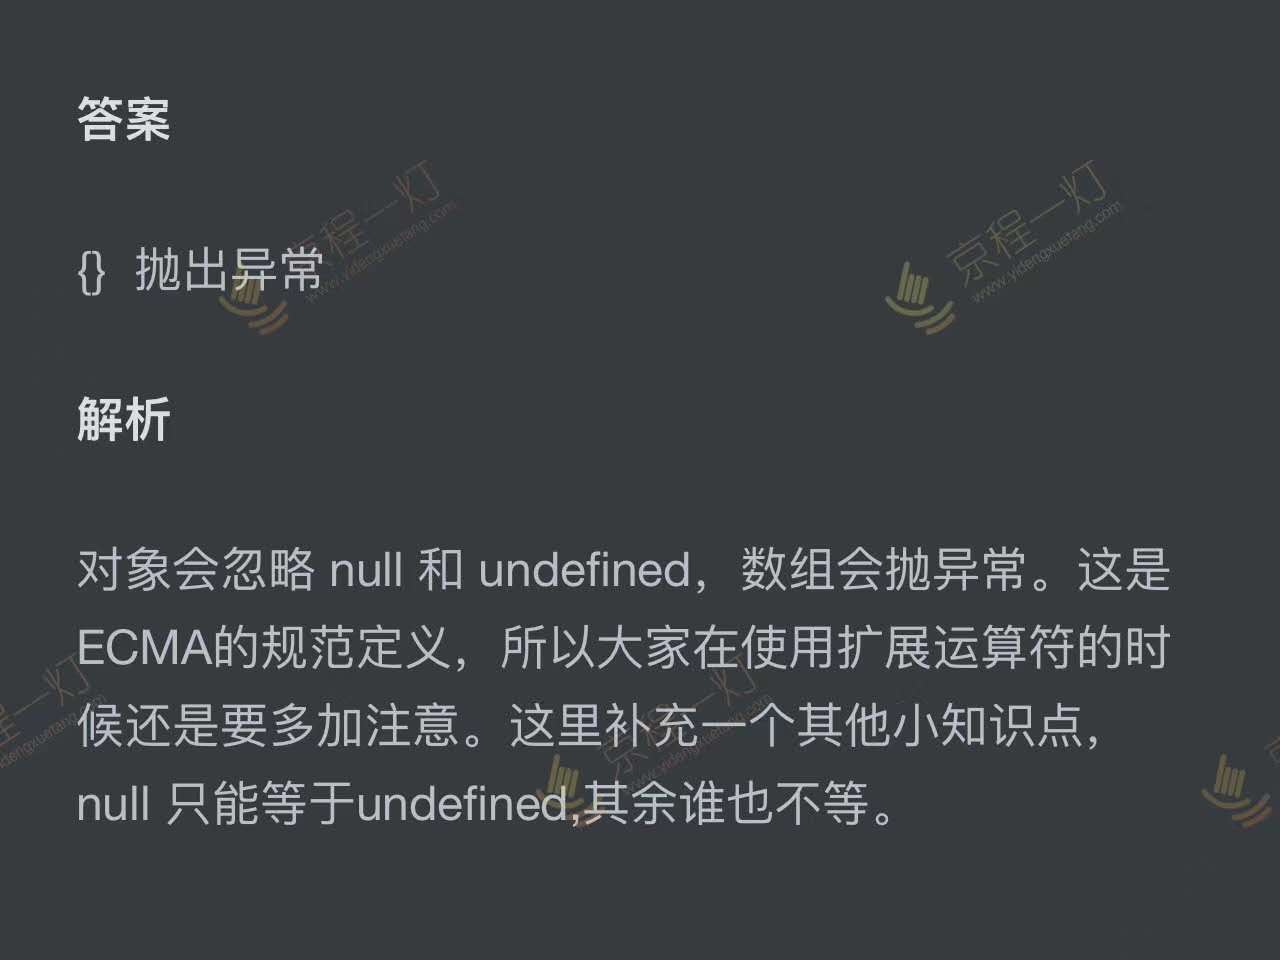 答案
{} 抛出异常
解析
对象会忽略 null 和 undefined，数组会抛异常。这是
ECMA的规范定义，所以大家在使用扩展运算符的时
候还是要多加注意。这里补充一个其他小知识点，
null 只能等于undefined,其余谁也不等。
京程一灯
www.yidengxuetang.com
京程一灯
www.yidengxuetang.com
程一灯
yidengxuetang.com
京程一灯
www.yidengxuetang.com